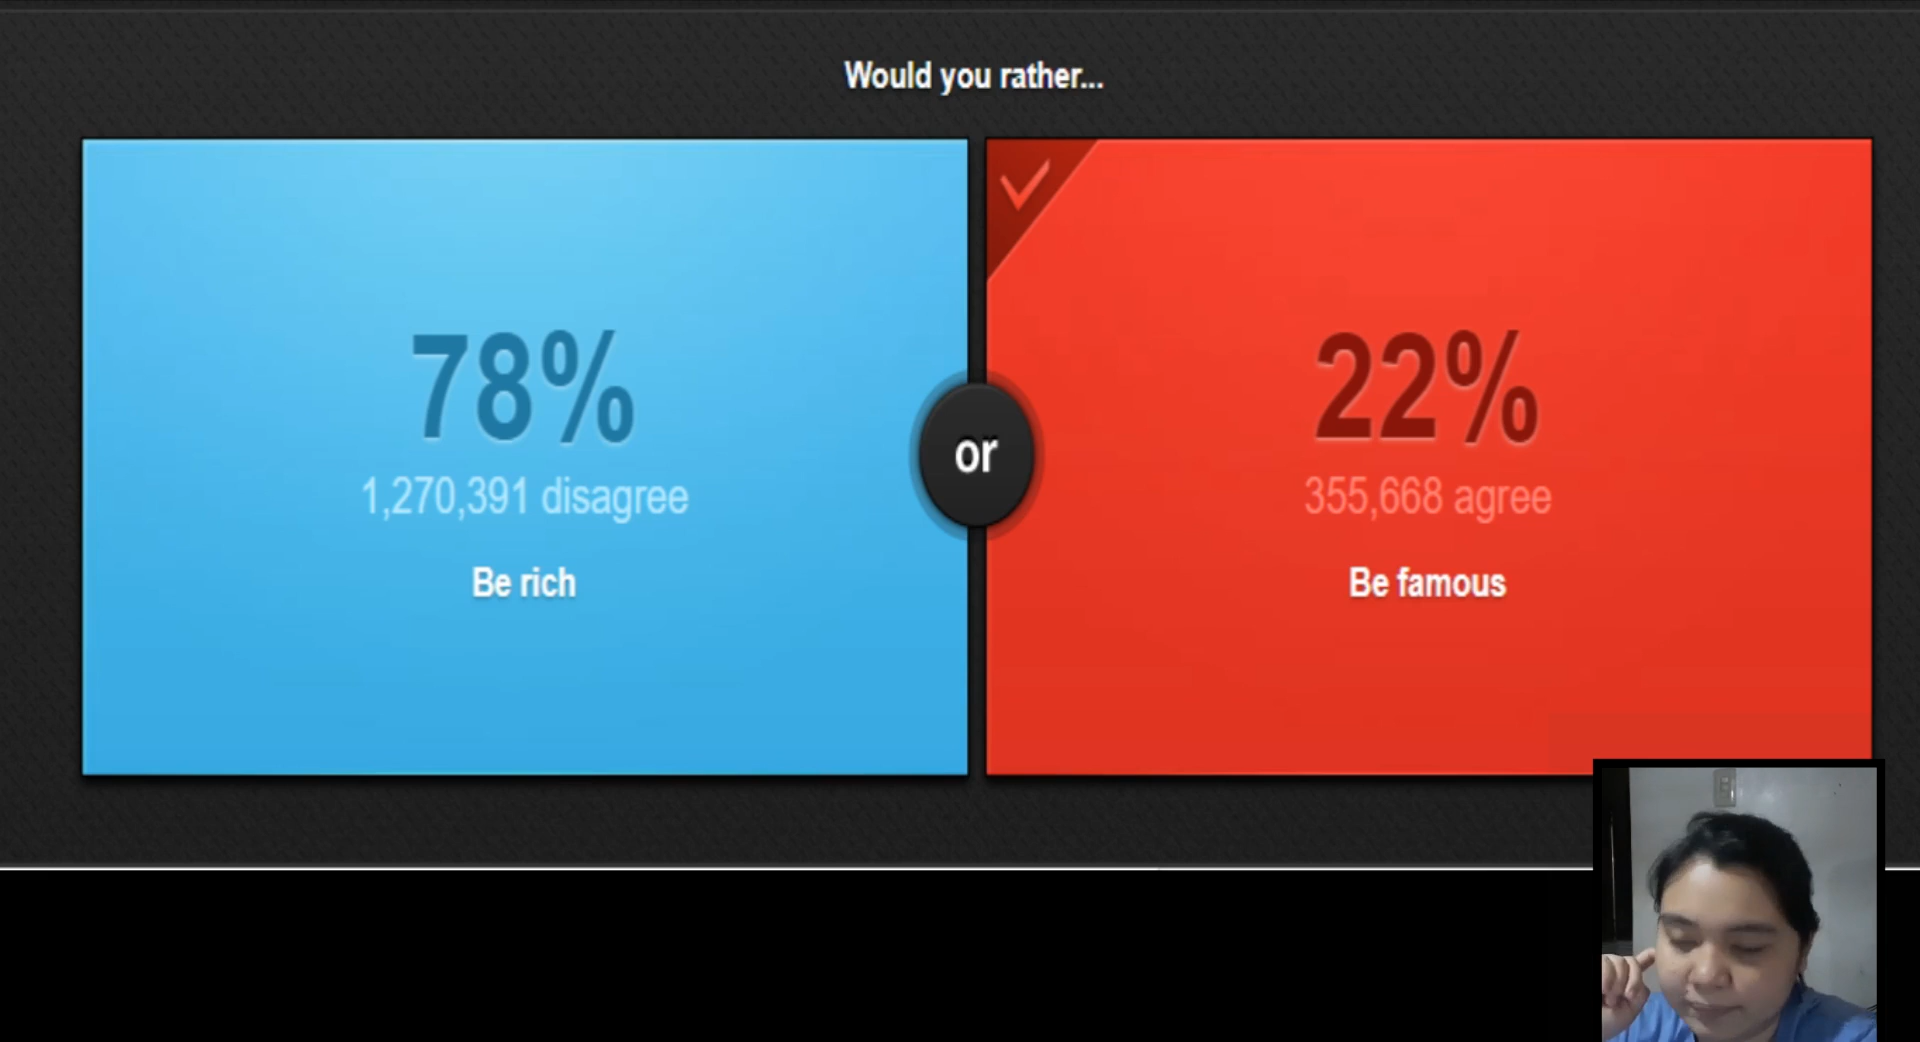 Would you rather...
78%
1,270,391 disagree
Be rich
or
22%
355,668 agree
Be famous